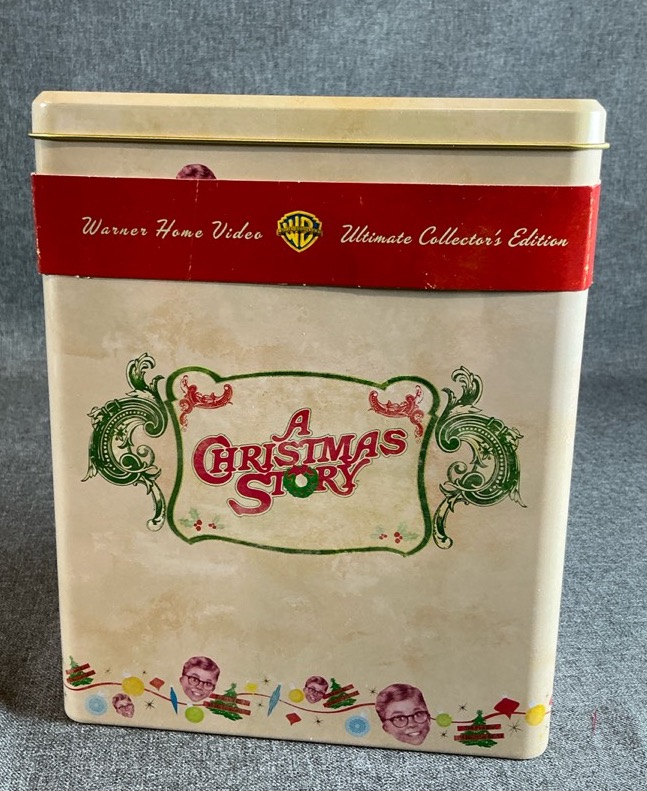 Warner Home Video WB Ultimate Collector's Edition
A
CHRISTMAS
STORY